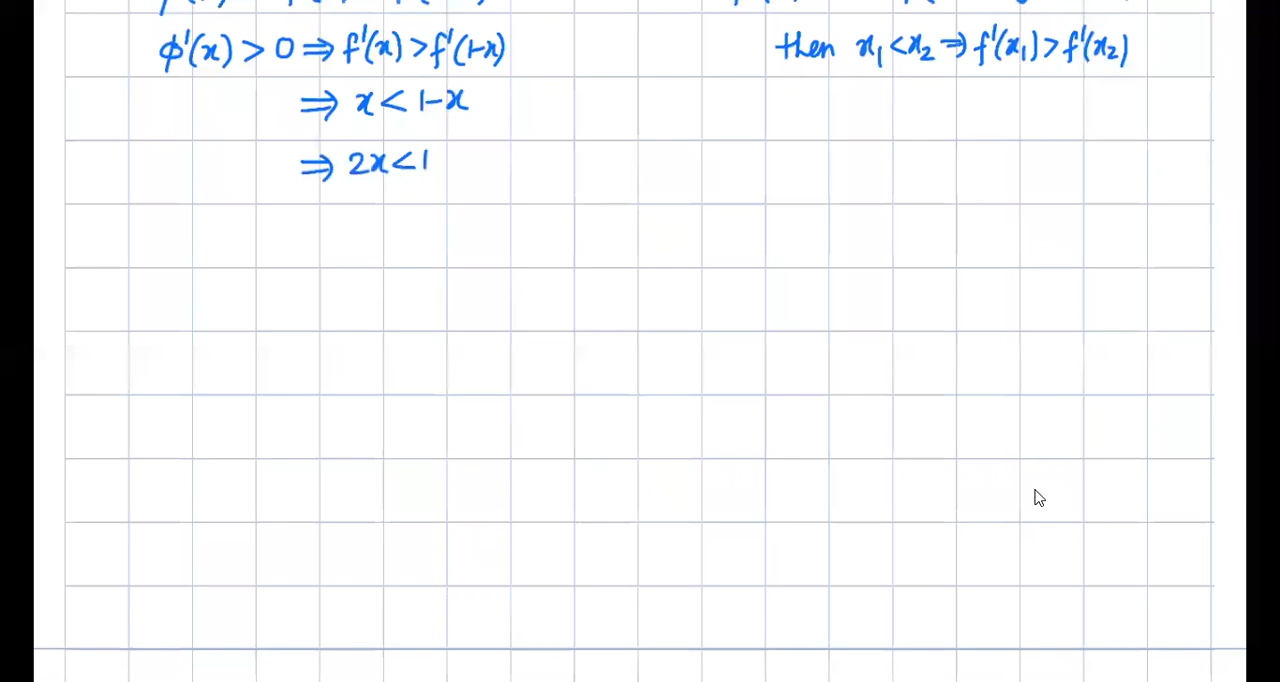 φ'(x) > 0 ⇒ f'(x) > f'(1-x)
⇒ x < 1-x
⇒ 2x < 1
then x₁ < x₂ ⇒ f'(x₁) > f'(x₂)